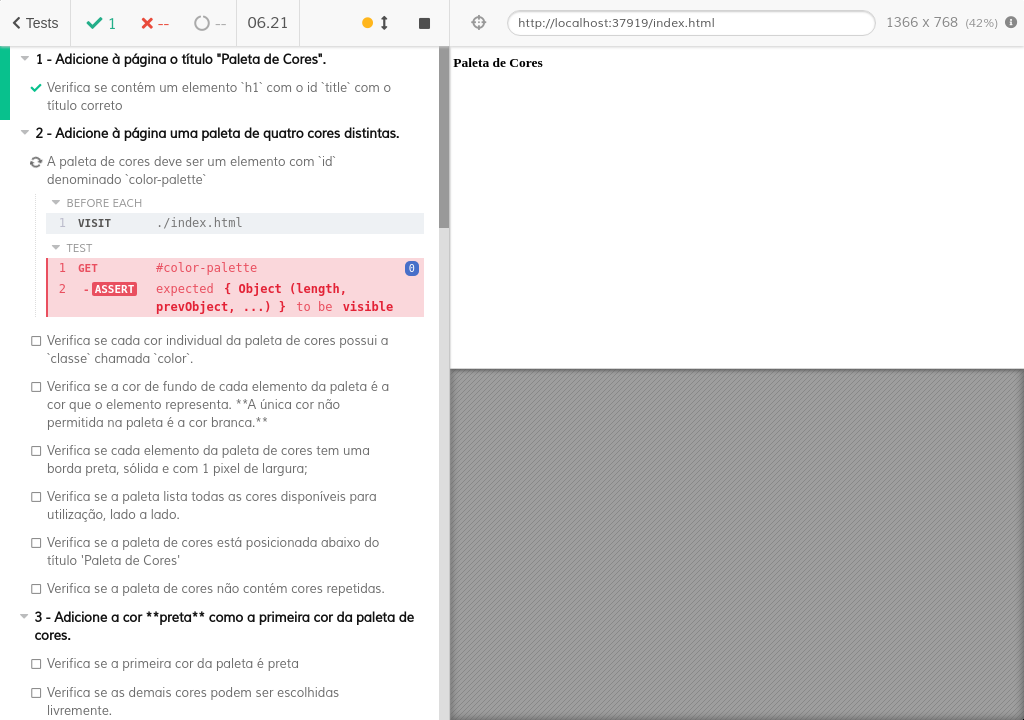 Tests 1 -- -- 06.21
http://localhost:37919/index.html 1366 x 768 (42%)
1 - Adicione à página o título "Paleta de Cores".
Verifica se contém um elemento `h1` com o id `title` com o
título correto
2 - Adicione à página uma paleta de quatro cores distintas.
A paleta de cores deve ser um elemento com `id`
denominado `color-palette`
BEFORE EACH
1 VISIT ./index.html
TEST
1 GET #color-palette 0
2 -ASSERT expected { Object (length,
prevObject, ...) } to be visible
Verifica se cada cor individual da paleta de cores possui a
`classe` chamada `color`.
Verifica se a cor de fundo de cada elemento da paleta é a
cor que o elemento representa. **A única cor não
permitida na paleta é a cor branca.**
Verifica se cada elemento da paleta de cores tem uma
borda preta, sólida e com 1 pixel de largura;
Verifica se a paleta lista todas as cores disponíveis para
utilização, lado a lado.
Verifica se a paleta de cores está posicionada abaixo do
título 'Paleta de Cores'
Verifica se a paleta de cores não contém cores repetidas.
3 - Adicione a cor **preta** como a primeira cor da paleta de
cores.
Verifica se a primeira cor da paleta é preta
Verifica se as demais cores podem ser escolhidas
livremente.
Paleta de Cores